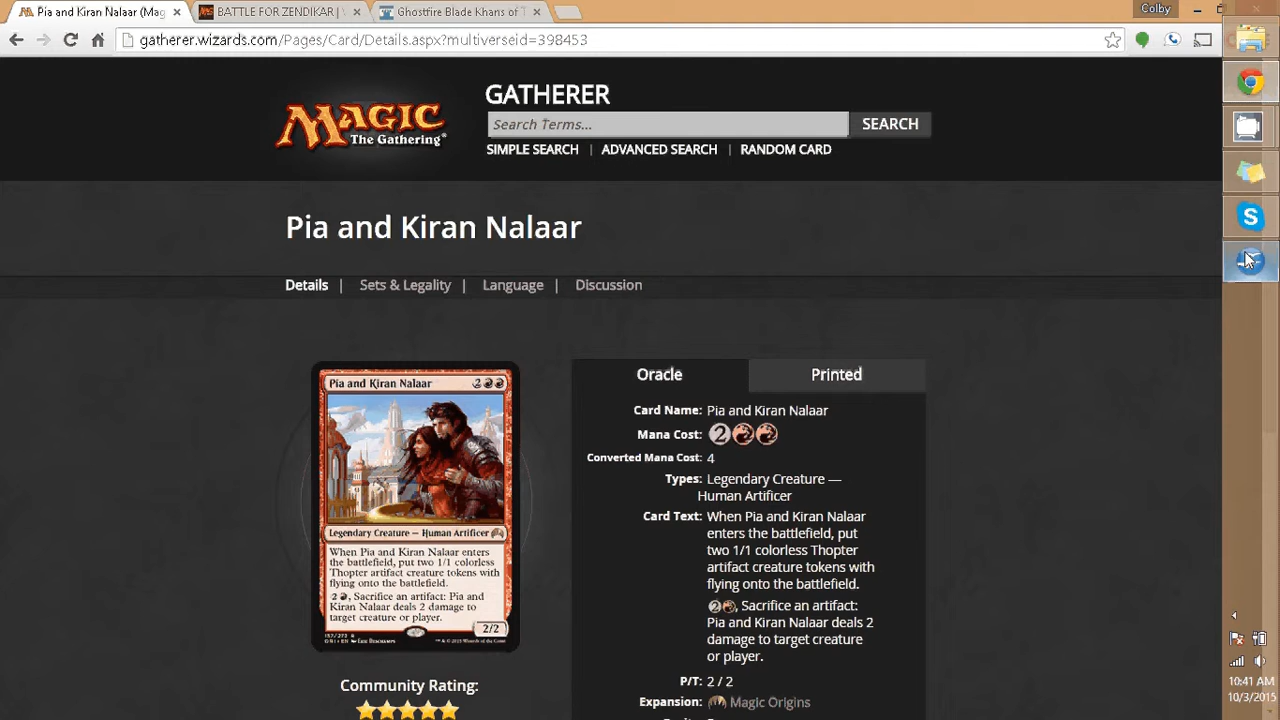 Pia and Kiran Nalaar (Mag
BATTLE FOR ZENDIKAR |
Ghostfire Blade Khans of T
Colby
gatherer.wizards.com/Pages/Card/Details.aspx?multiverseid=398453
MAGIC
The Gathering®
GATHERER
Search Terms...
SEARCH
SIMPLE SEARCH | ADVANCED SEARCH | RANDOM CARD
Pia and Kiran Nalaar
Details | Sets & Legality | Language | Discussion
Pia and Kiran Nalaar
Legendary Creature — Human Artificer
When Pia and Kiran Nalaar enters
the battlefield, put two 1/1 colorless
Thopter artifact creature tokens with
flying onto the battlefield.
2, Sacrifice an artifact: Pia and
Kiran Nalaar deals 2 damage to
target creature or player.
2/2
Community Rating:
Oracle
Printed
Card Name: Pia and Kiran Nalaar
Mana Cost: 2
Converted Mana Cost: 4
Types: Legendary Creature —
Human Artificer
Card Text: When Pia and Kiran Nalaar
enters the battlefield, put
two 1/1 colorless Thopter
artifact creature tokens with
flying onto the battlefield.
2, Sacrifice an artifact:
Pia and Kiran Nalaar deals 2
damage to target creature
or player.
P/T: 2 / 2
Expansion: Magic Origins
10:41 AM
10/3/2015